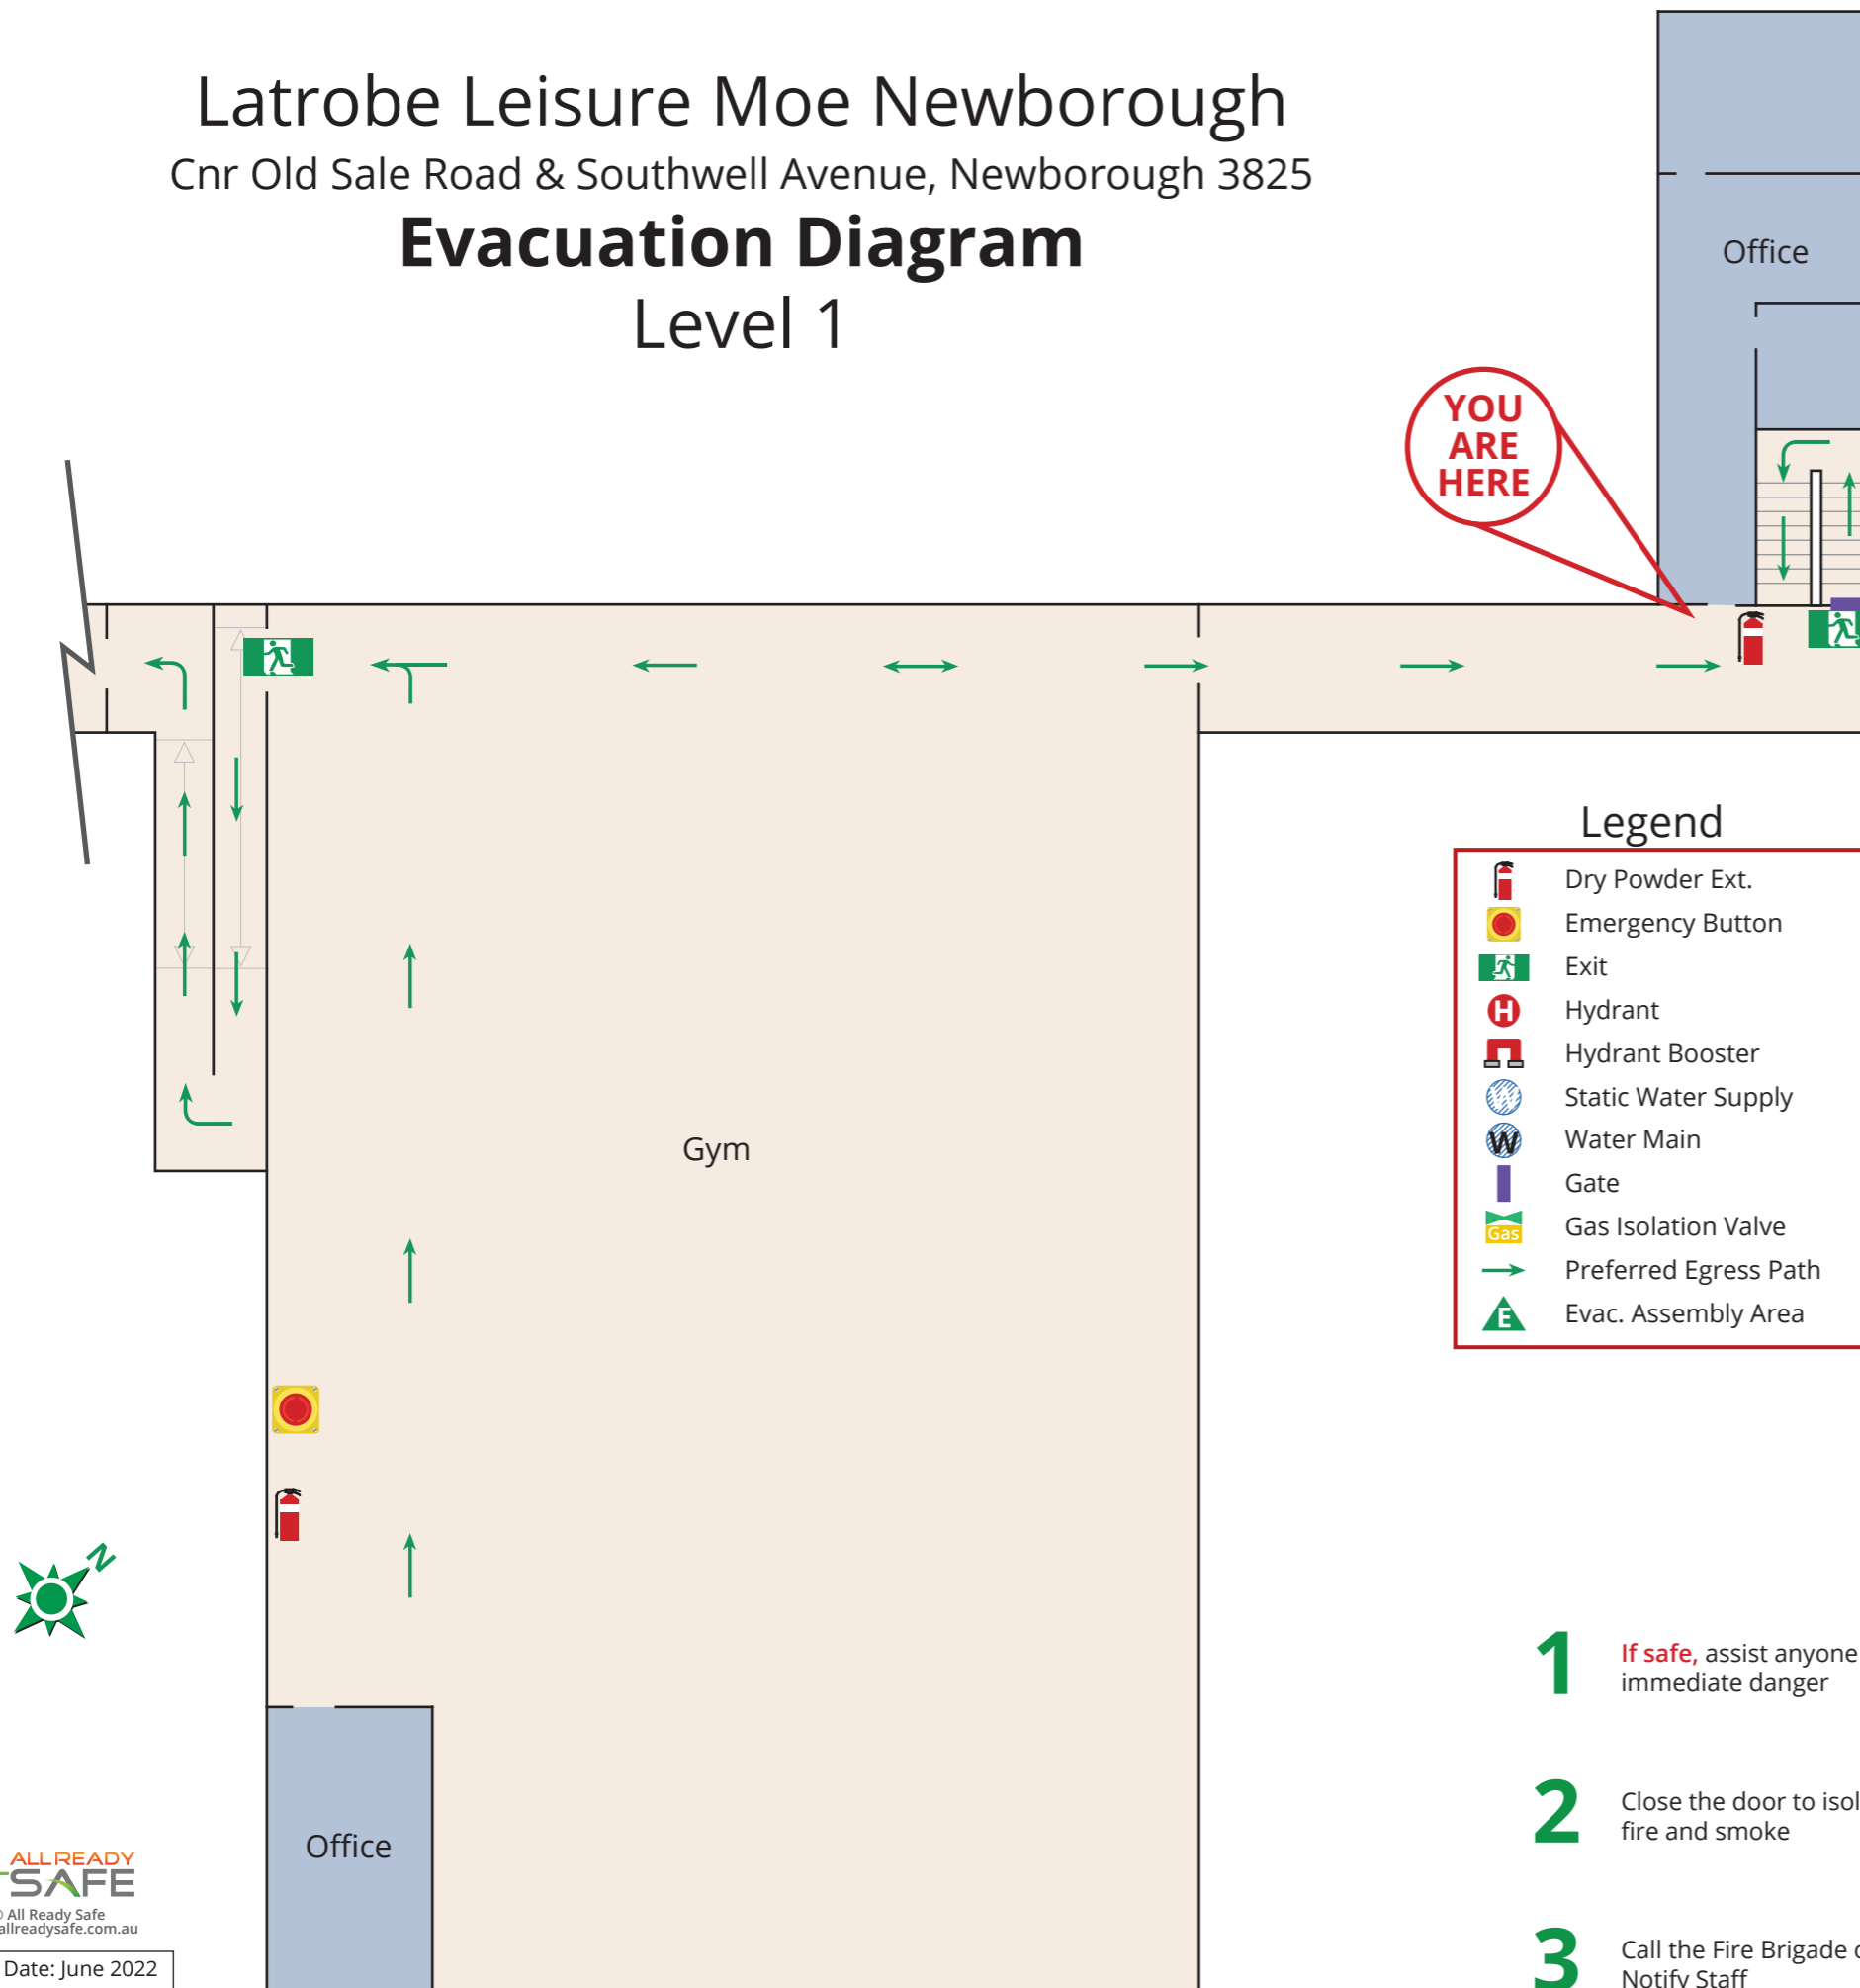 Latrobe Leisure Moe Newborough
Cnr Old Sale Road & Southwell Avenue, Newborough 3825
Evacuation Diagram
Level 1
Office
YOU
ARE
HERE
Legend
Dry Powder Ext.
Emergency Button
Exit
H
Hydrant
Hydrant Booster
Static Water Supply
W
Water Main
Gate
Gas
Gas Isolation Valve
Preferred Egress Path
E
Evac. Assembly Area
Gym
N
Office
1
If safe, assist anyone
immediate danger
2
Close the door to isol
fire and smoke
3
Call the Fire Brigade
Notify Staff
ALLREADY
SAFE
© All Ready Safe
allreadysafe.com.au
Date: June 2022